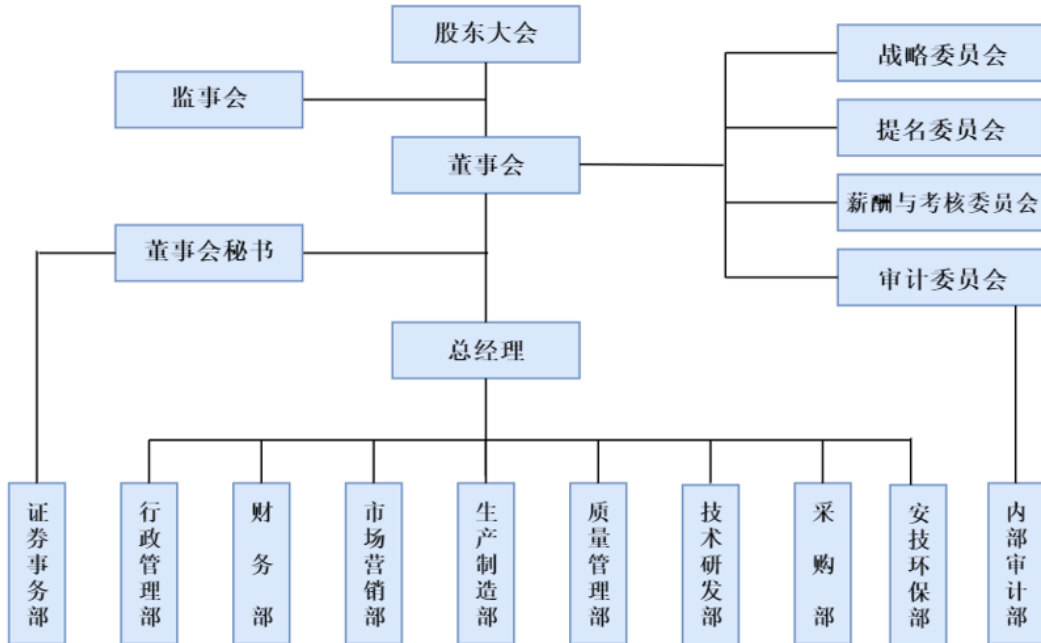 股东大会
战略委员会
监事会
提名委员会
董事会
薪酬与考核委员会
董事会秘书
审计委员会
总经理
证券事务部
行政管理部
财务部
市场营销部
生产制造部
质量管理部
技术研发部
采购部
安技环保部
内部审计部